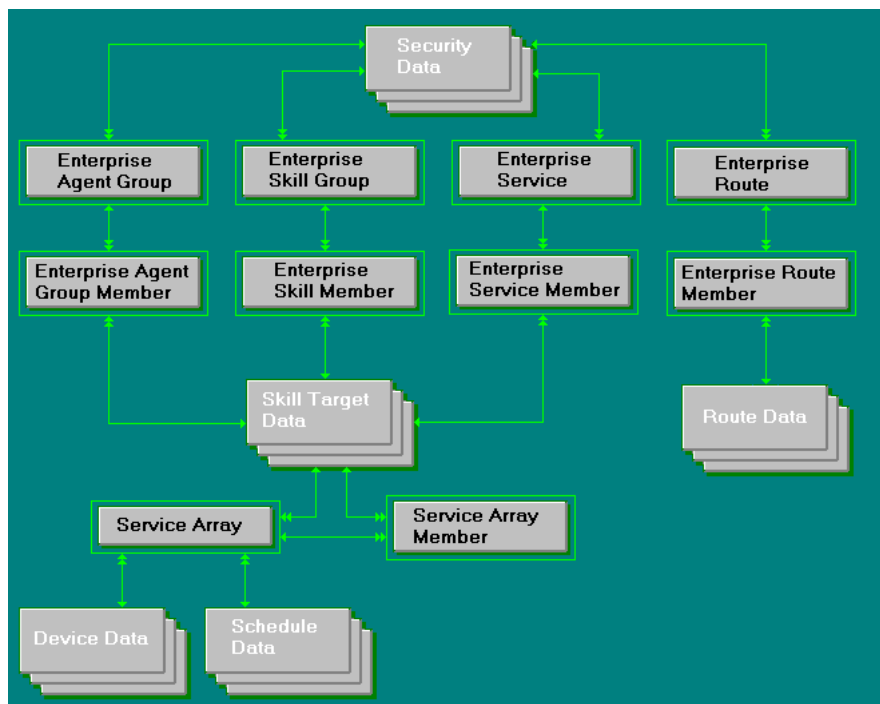 Security
Data
Enterprise
Agent Group
Enterprise
Skill Group
Enterprise
Service
Enterprise
Route
Enterprise Agent
Group Member
Enterprise
Skill Member
Enterprise
Service Member
Enterprise Route
Member
Skill Target
Data
Route Data
Service Array
Service Array
Member
Device Data
Schedule
Data